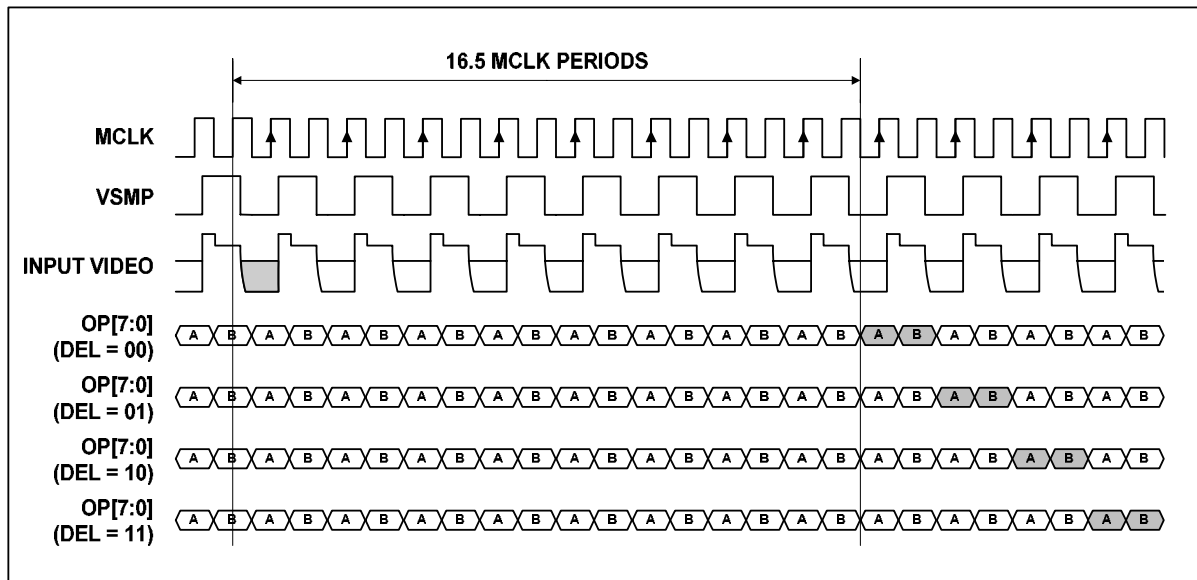 16.5 MCLK PERIODS
MCLK
VSMP
INPUT VIDEO
OP[7:0]
(DEL = 00)
A B A B A B A B A B A B A B A B A B A B A B A B A B
OP[7:0]
(DEL = 01)
A B A B A B A B A B A B A B A B A B A B A B A B A B
OP[7:0]
(DEL = 10)
A B A B A B A B A B A B A B A B A B A B A B A B A B
OP[7:0]
(DEL = 11)
A B A B A B A B A B A B A B A B A B A B A B A B A B